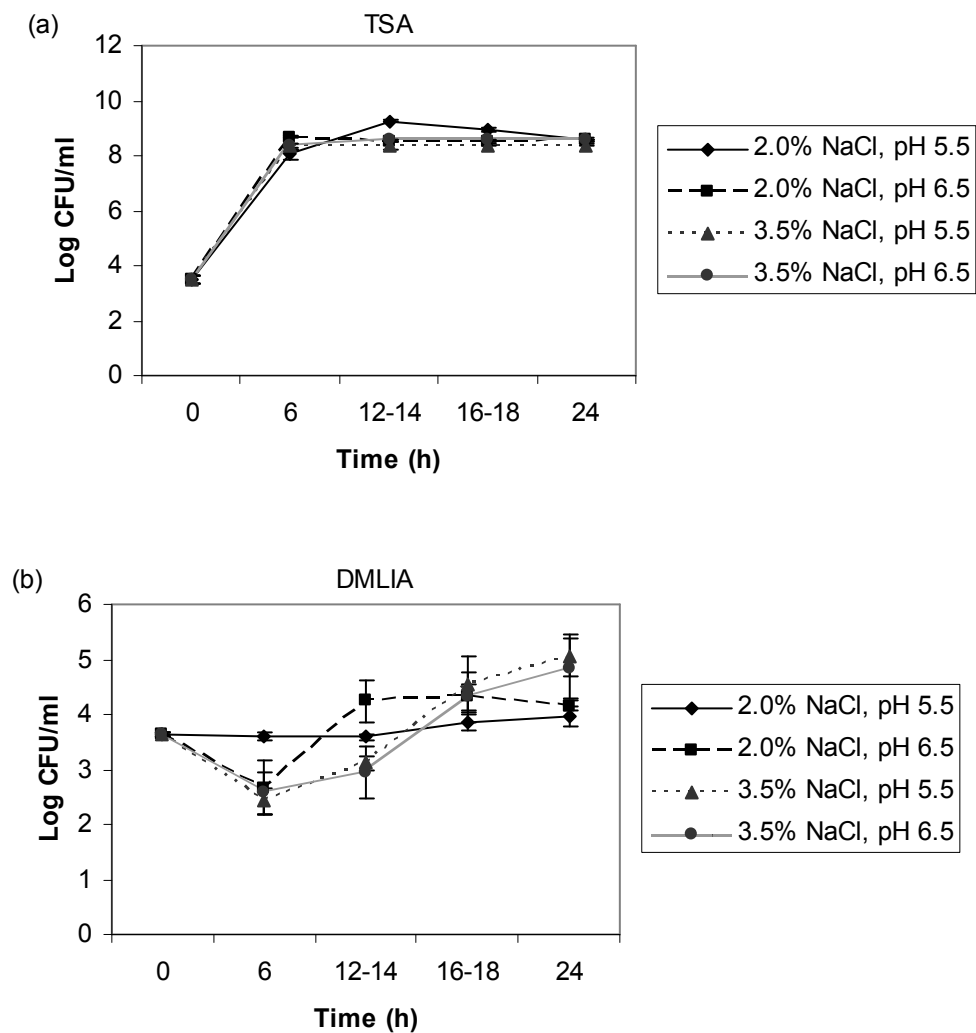 (a)
TSA
12
10
8
6
4
2
0
Log CFU/ml
0 6 12-14 16-18 24
Time (h)
2.0% NaCl, pH 5.5
2.0% NaCl, pH 6.5
3.5% NaCl, pH 5.5
3.5% NaCl, pH 6.5
(b)
DMLIA
6
5
4
3
2
1
0
Log CFU/ml
0 6 12-14 16-18 24
Time (h)
2.0% NaCl, pH 5.5
2.0% NaCl, pH 6.5
3.5% NaCl, pH 5.5
3.5% NaCl, pH 6.5